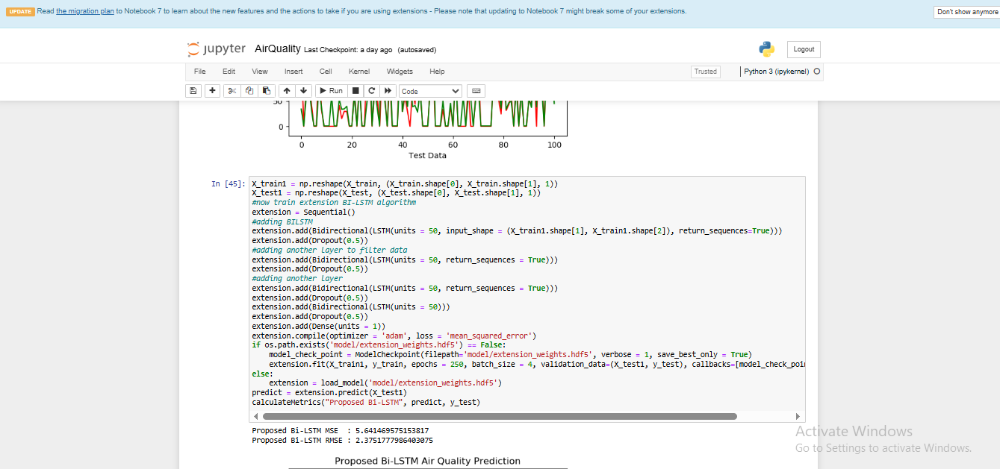 UPDATE Read the migration plan to Notebook 7 to learn about the new features and the actions to take if you are using extensions - Please note that updating to Notebook 7 might break some of your extensions.
Don't show anymore
jupyter AirQuality Last Checkpoint: a day ago (autosaved)
Logout
File Edit View Insert Cell Kernel Widgets Help
Trusted
Python 3 (ipykernel)
Run
Code
50
0
0 20 40 60 80 100
Test Data
In [45]:
X_train1 = np.reshape(X_train, (X_train.shape[0], X_train.shape[1], 1))
X_test1 = np.reshape(X_test, (X_test.shape[0], X_test.shape[1], 1))
#now train extension BI-LSTM algorithm
extension = Sequential()
#adding BILSTM
extension.add(Bidirectional(LSTM(units = 50, input_shape = (X_train1.shape[1], X_train1.shape[2]), return_sequences=True)))
extension.add(Dropout(0.5))
#adding another layer to filter data
extension.add(Bidirectional(LSTM(units = 50, return_sequences = True)))
extension.add(Dropout(0.5))
#adding another layer
extension.add(Bidirectional(LSTM(units = 50, return_sequences = True)))
extension.add(Dropout(0.5))
extension.add(Bidirectional(LSTM(units = 50)))
extension.add(Dropout(0.5))
extension.add(Dense(units = 1))
extension.compile(optimizer = 'adam', loss = 'mean_squared_error')
if os.path.exists('model/extension_weights.hdf5') == False:
    model_check_point = ModelCheckpoint(filepath='model/extension_weights.hdf5', verbose = 1, save_best_only = True)
    extension.fit(X_train1, y_train, epochs = 250, batch_size = 4, validation_data=(X_test1, y_test), callbacks=[model_check_poi
else:
    extension = load_model('model/extension_weights.hdf5')
predict = extension.predict(X_test1)
calculateMetrics("Proposed Bi-LSTM", predict, y_test)
Proposed Bi-LSTM MSE  : 5.641469575153817
Proposed Bi-LSTM RMSE : 2.3751777986403075
Proposed Bi-LSTM Air Quality Prediction
Activate Windows
Go to Settings to activate Windows.